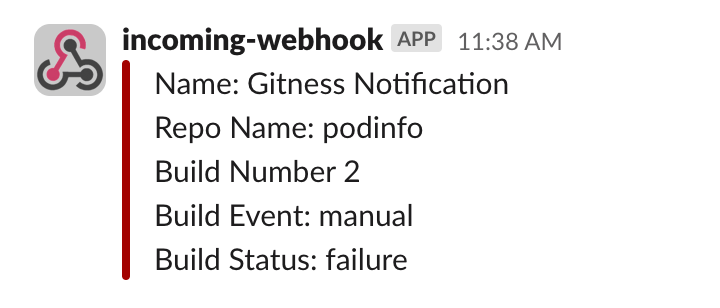 incoming-webhook APP 11:38 AM
Name: Gitness Notification
Repo Name: podinfo
Build Number 2
Build Event: manual
Build Status: failure